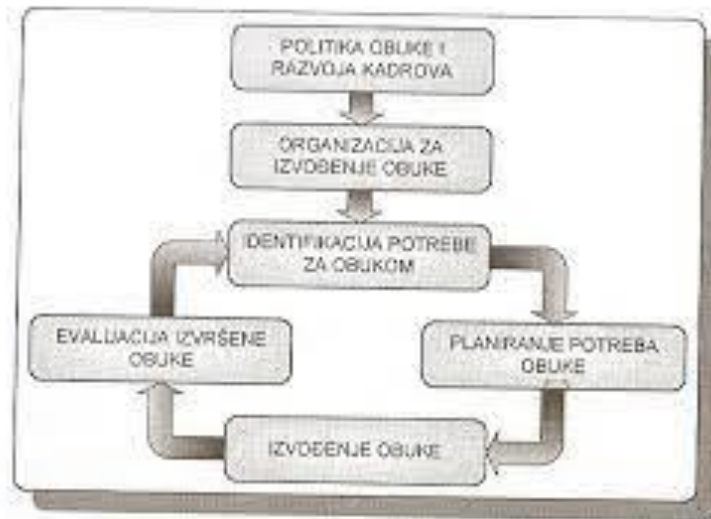 POLITIKA OBUKE I
RAZVOJA KADROVA
ORGANIZACIJA ZA
IZVOĐENJE OBUKE
IDENTIFIKACIJA POTREBE
ZA OBUKOM
EVALUACIJA IZVRŠENE
OBUKE
PLANIRANJE POTREBA
OBUKE
IZVOĐENJE OBUKE